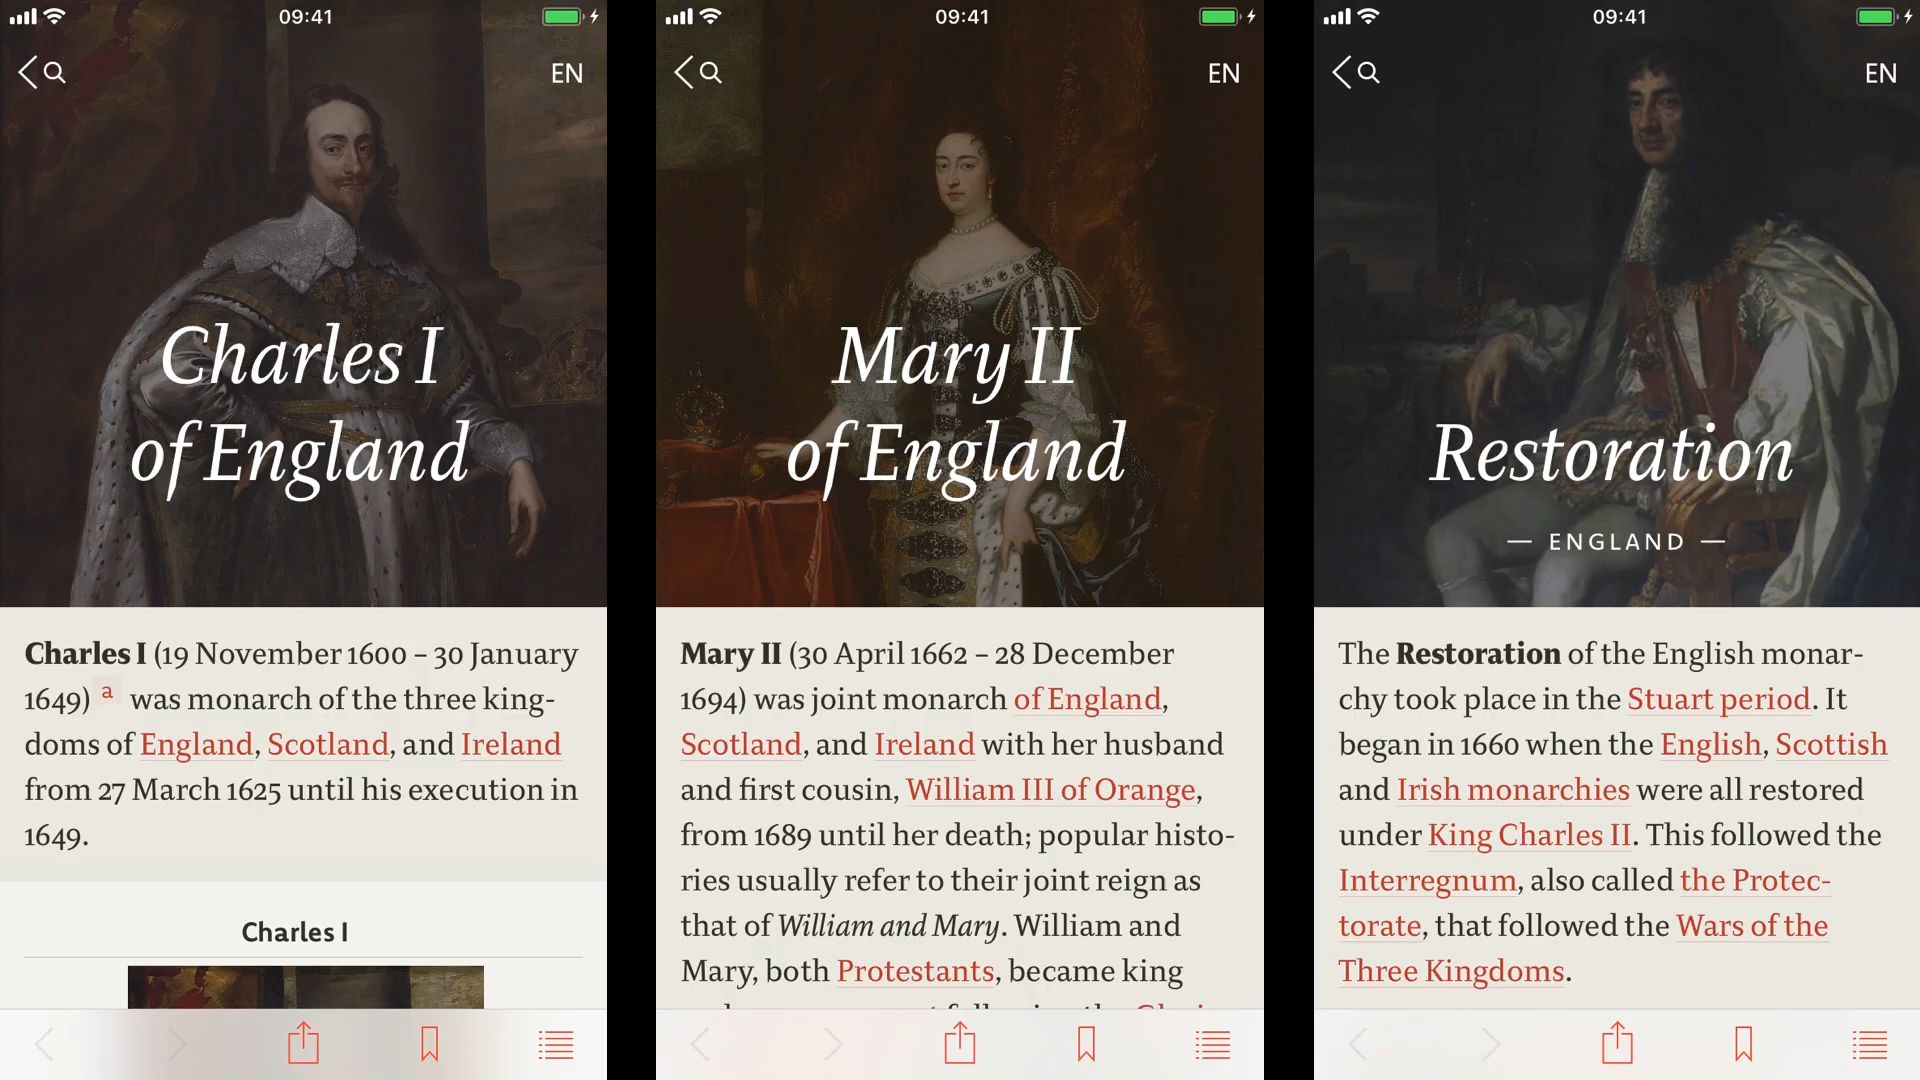 09:41
EN
Charles I
of England
Charles I (19 November 1600 – 30 January
1649) a was monarch of the three king-
doms of England, Scotland, and Ireland
from 27 March 1625 until his execution in
1649.
Charles I
09:41
EN
Mary II
of England
Mary II (30 April 1662 – 28 December
1694) was joint monarch of England,
Scotland, and Ireland with her husband
and first cousin, William III of Orange,
from 1689 until her death; popular histo-
ries usually refer to their joint reign as
that of William and Mary. William and
Mary, both Protestants, became king
09:41
EN
Restoration
— ENGLAND —
The Restoration of the English monar-
chy took place in the Stuart period. It
began in 1660 when the English, Scottish
and Irish monarchies were all restored
under King Charles II. This followed the
Interregnum, also called the Protec-
torate, that followed the Wars of the
Three Kingdoms.